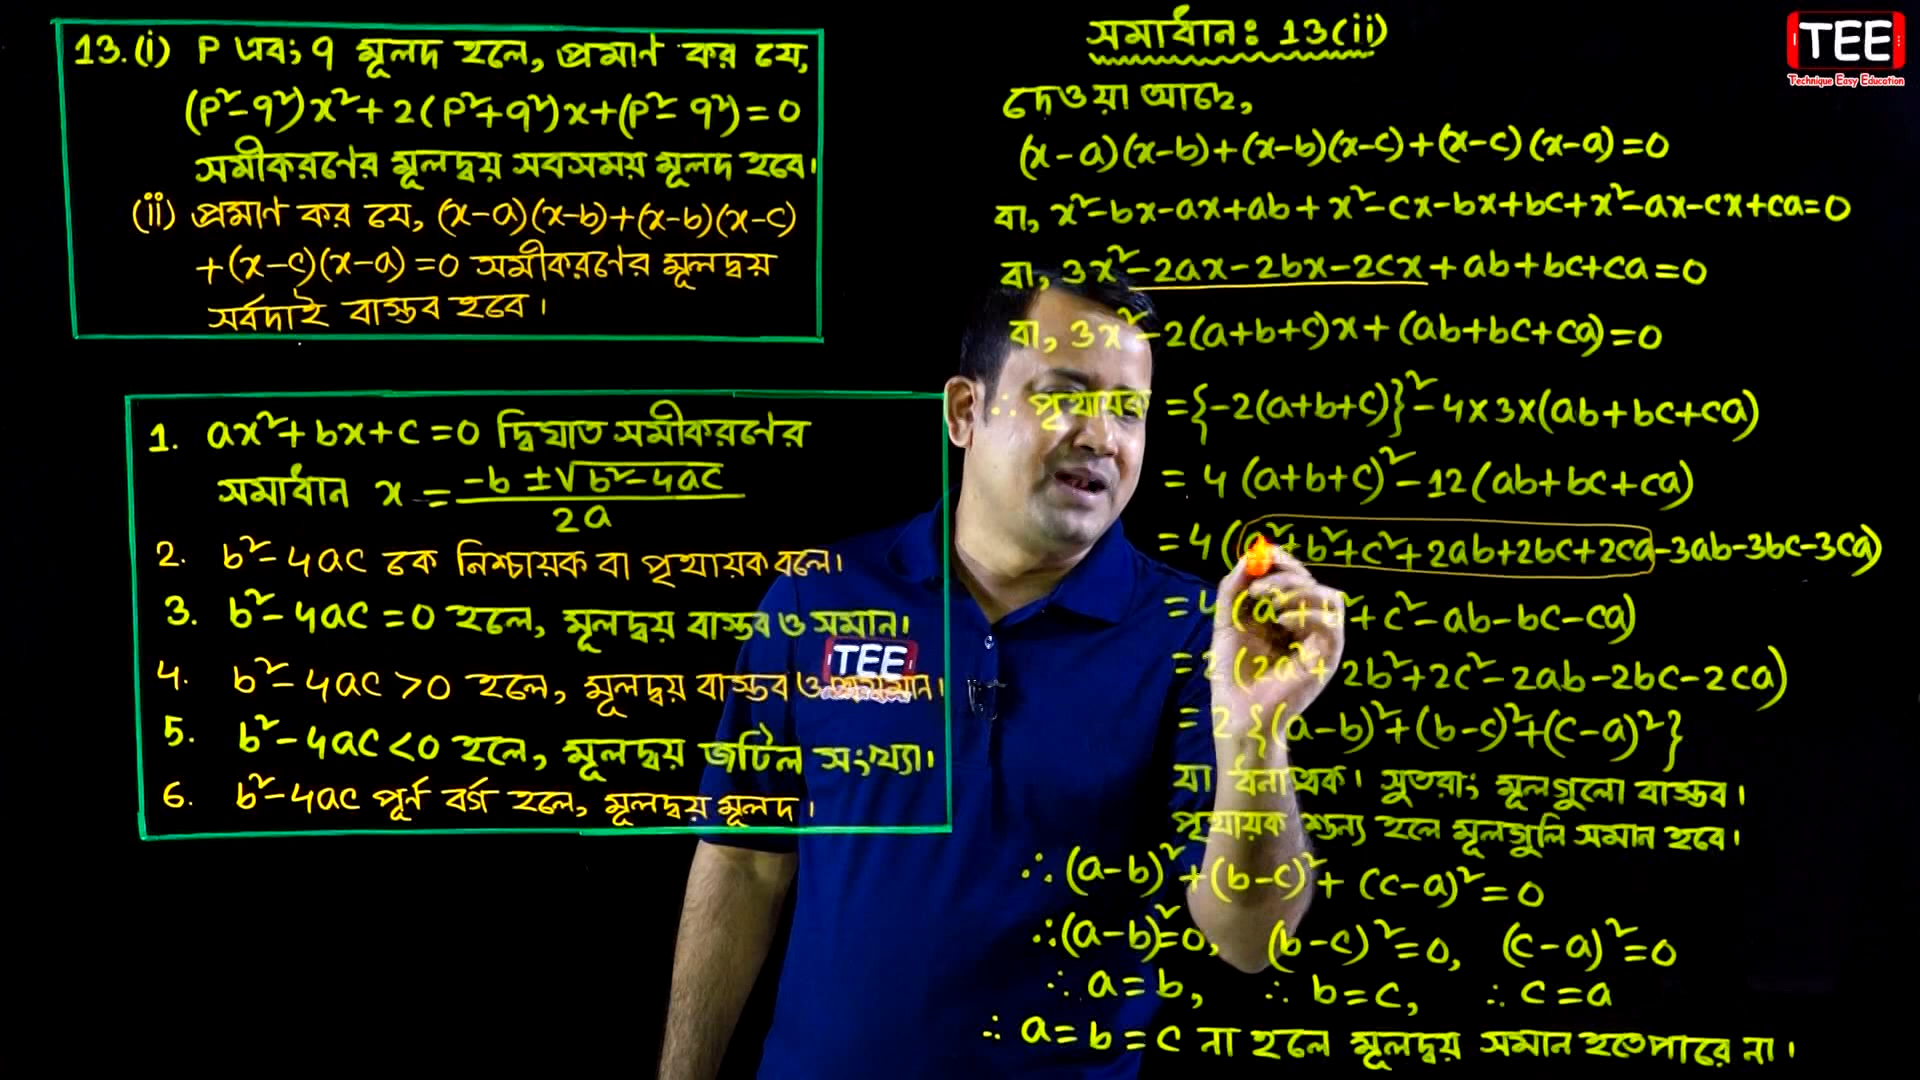 13.(i) P এবং q মূলদ হলে, প্রমাণ কর যে,
(p²-q²)x²+2(p²+q²)x+(p²-q²)=0
সমীকরণের মূলদ্বয় সবসময় মূলদ হবে।
(ii) প্রমাণ কর যে, (x-a)(x-b)+(x-b)(x-c)
+(x-c)(x-a)=0 সমীকরণের মূলদ্বয়
সর্বদাই বাস্তব হবে।
1. ax²+bx+c=0 দ্বিঘাত সমীকরণের
সমাধান x = (-b ±√b²-4ac)/2a
2. b²-4ac কে নিশ্চায়ক বা পৃথায়ক বলে।
3. b²-4ac=0 হলে, মূলদ্বয় বাস্তব ও সমান।
4. b²-4ac>0 হলে, মূলদ্বয় বাস্তব ও অসমান।
5. b²-4ac<0 হলে, মূলদ্বয় জটিল সংখ্যা।
6. b²-4ac পূর্ন বর্গ হলে, মূলদ্বয় মূলদ।
সমাধান: 13(ii)
দেওয়া আছে,
(x-a)(x-b)+(x-b)(x-c)+(x-c)(x-a)=0
বা, x²-bx-ax+ab+x²-cx-bx+bc+x²-ax-cx+ca=0
বা, 3x²-2ax-2bx-2cx+ab+bc+ca=0
বা, 3x²-2(a+b+c)x+(ab+bc+ca)=0
∴ পৃথায়ক ={-2(a+b+c)}²-4x3x(ab+bc+ca)
= 4(a+b+c)²-12(ab+bc+ca)
=4(a²+b²+c²+2ab+2bc+2ca-3ab-3bc-3ca)
=4(a²+b²+c²-ab-bc-ca)
=2(2a²+2b²+2c²-2ab-2bc-2ca)
=2{(a-b)²+(b-c)²+(c-a)²}
যা ধনাত্মক। সুতরাং মূলগুলো বাস্তব।
পৃথায়ক শূন্য হলে মূলগুলি সমান হবে।
∴(a-b)²+(b-c)²+(c-a)²=0
∴(a-b)²=0, (b-c)²=0, (c-a)²=0
∴ a=b, ∴ b=c, ∴ c=a
∴ a=b=c না হলে মূলদ্বয় সমান হতে পারে না।
TEE
Technique Easy Education
TEE